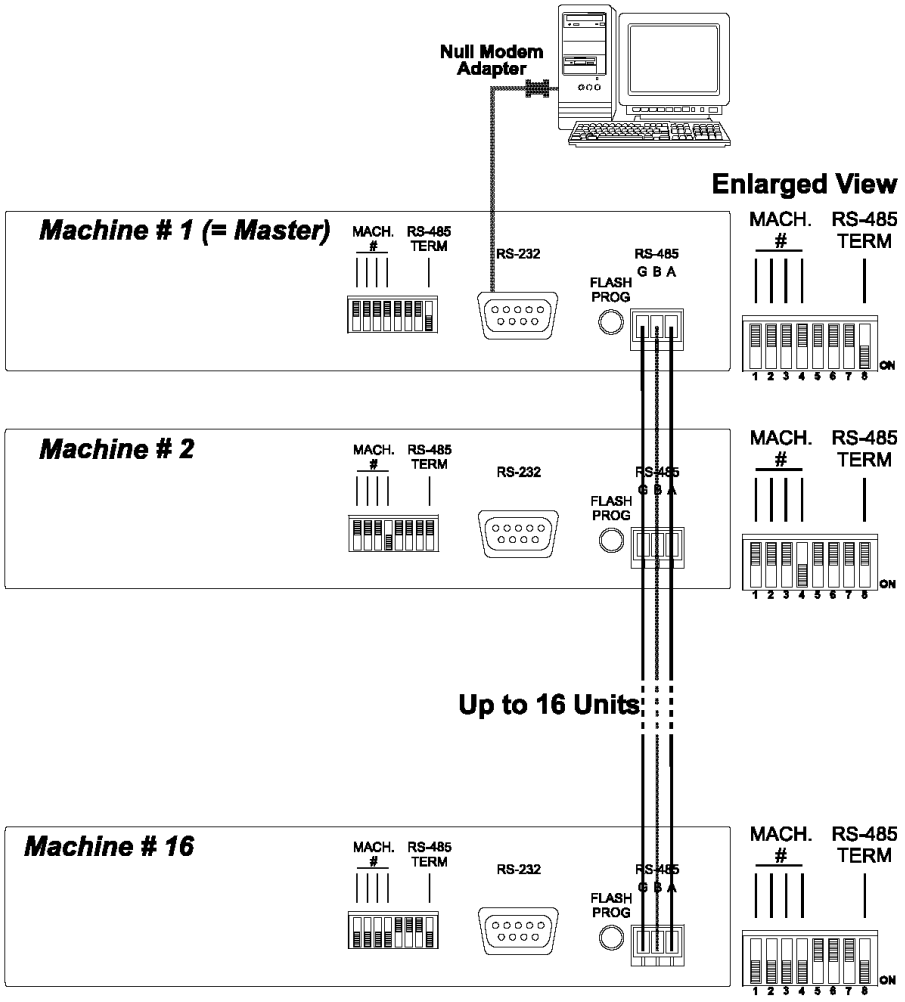 Null Modem
Adapter
Enlarged View
Machine # 1 (= Master)
MACH.
#
RS-485
TERM
RS-232
RS-485
G B A
FLASH
PROG
MACH.
#
RS-485
TERM
ON
1 2 3 4 5 6 7 8
Machine # 2
MACH.
#
RS-485
TERM
RS-232
RS-485
G B A
FLASH
PROG
MACH.
#
RS-485
TERM
ON
1 2 3 4 5 6 7 8
Up to 16 Units
Machine # 16
MACH.
#
RS-485
TERM
RS-232
RS-485
G B A
FLASH
PROG
MACH.
#
RS-485
TERM
ON
1 2 3 4 5 6 7 8